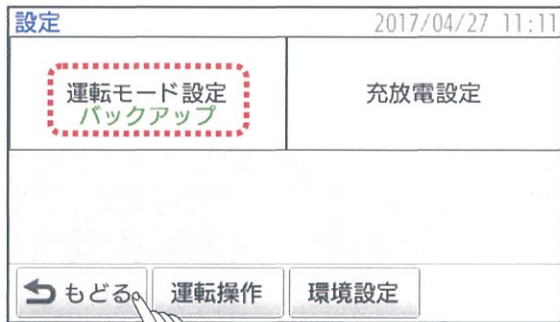 設定 2017/04/27 11:11
運転モード設定 充放電設定
バックアップ
もどる 運転操作 環境設定